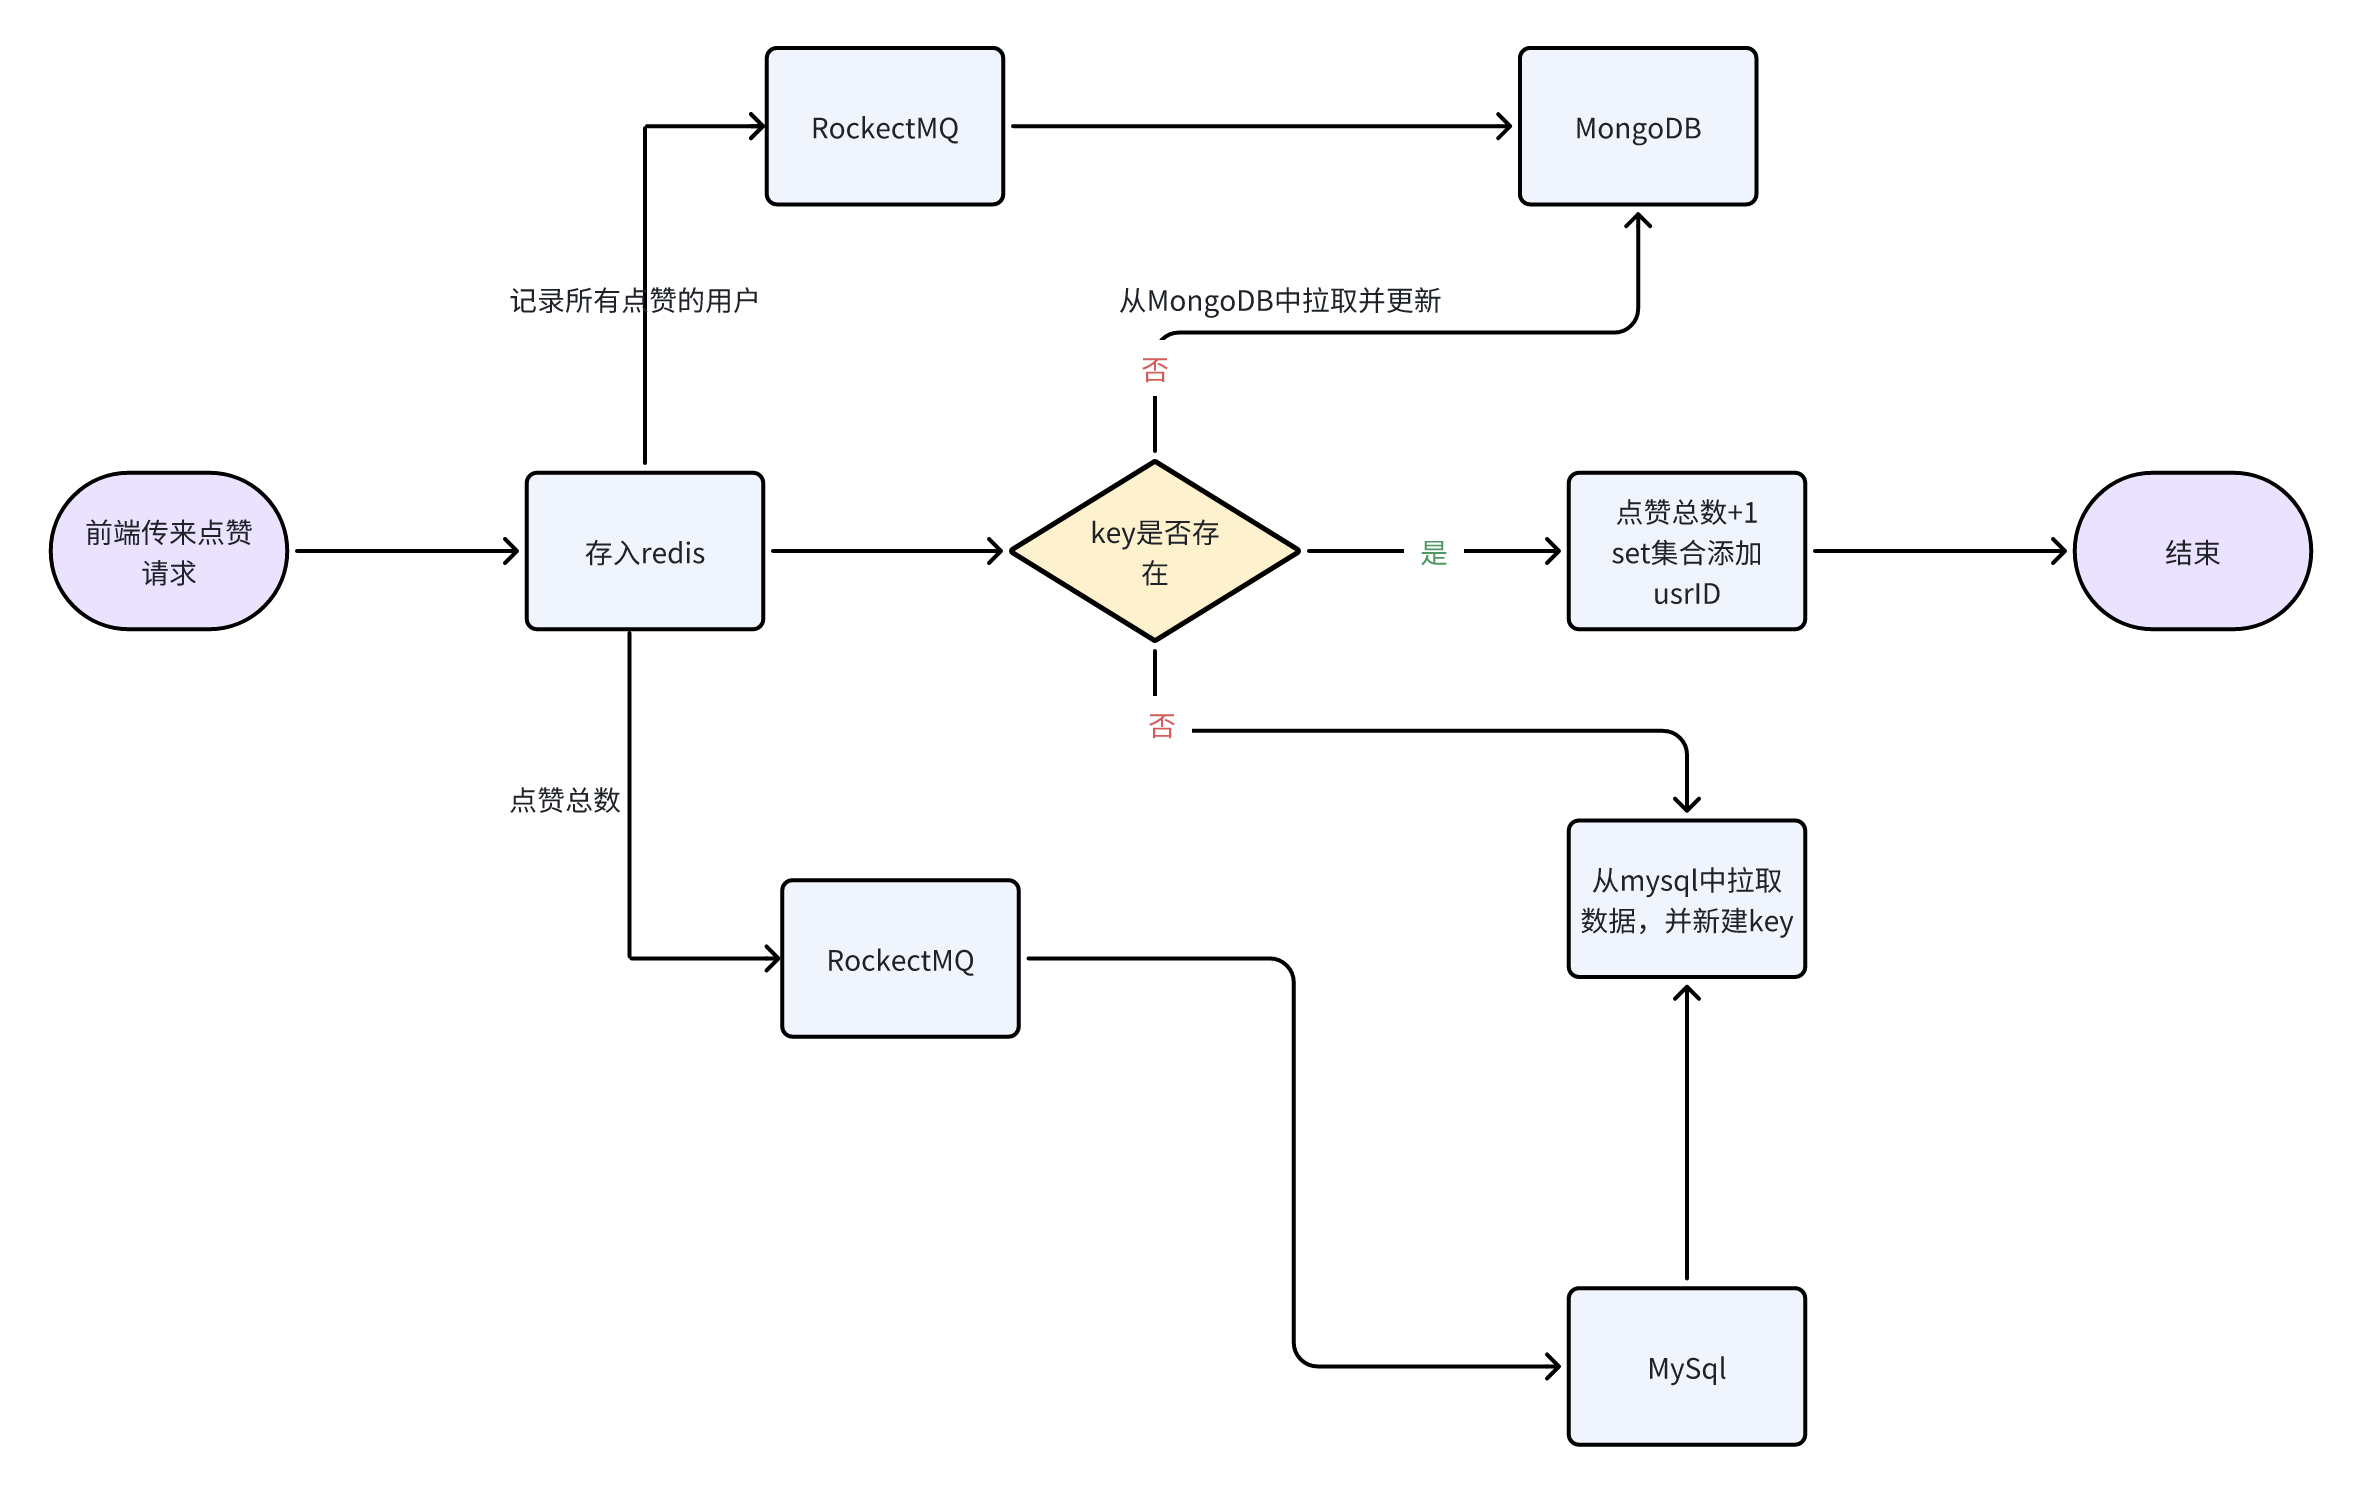 RockectMQ
MongoDB
记录所有点赞的用户
从MongoDB中拉取并更新
否
前端传来点赞
请求
存入redis
key是否存
在
是
点赞总数+1
set集合添加
usrID
结束
否
点赞总数
从mysql中拉取
数据，并新建key
RockectMQ
MySql